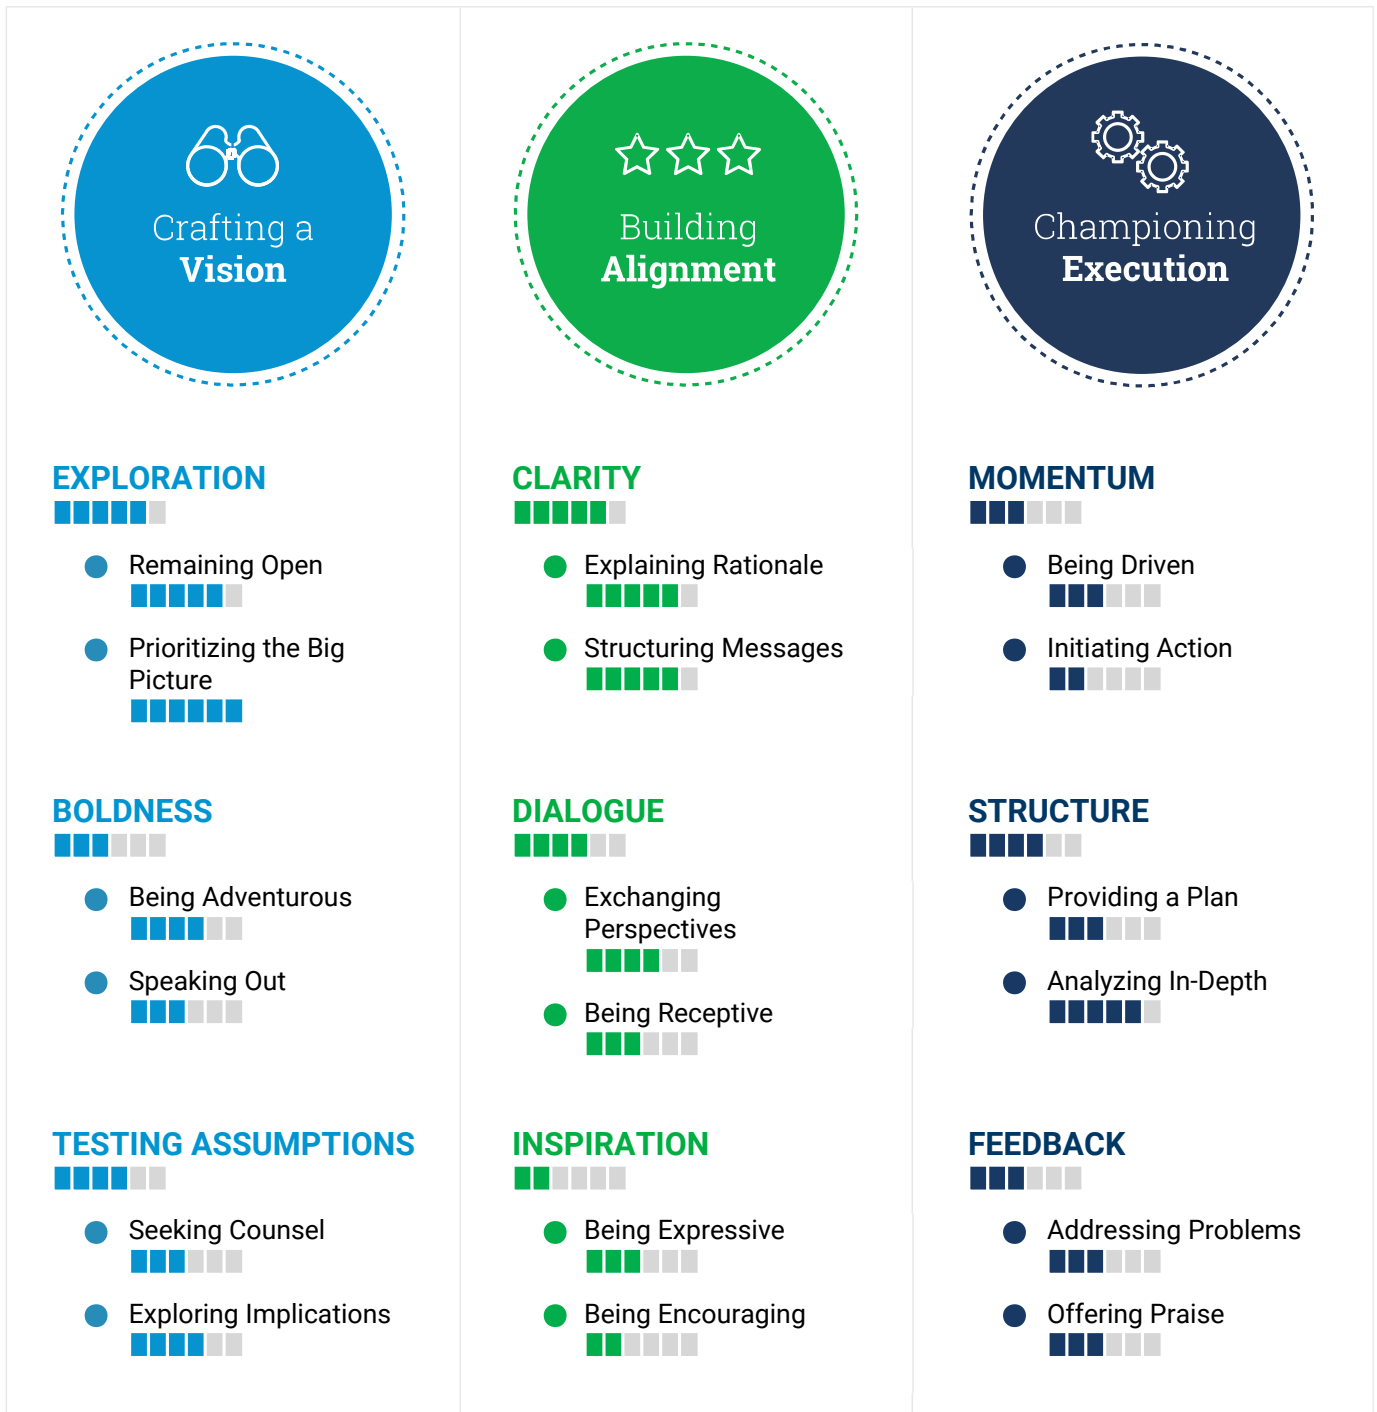 Crafting a
Vision
EXPLORATION
Remaining Open
Prioritizing the Big
Picture
BOLDNESS
Being Adventurous
Speaking Out
TESTING ASSUMPTIONS
Seeking Counsel
Exploring Implications
Building
Alignment
CLARITY
Explaining Rationale
Structuring Messages
DIALOGUE
Exchanging
Perspectives
Being Receptive
INSPIRATION
Being Expressive
Being Encouraging
Championing
Execution
MOMENTUM
Being Driven
Initiating Action
STRUCTURE
Providing a Plan
Analyzing In-Depth
FEEDBACK
Addressing Problems
Offering Praise